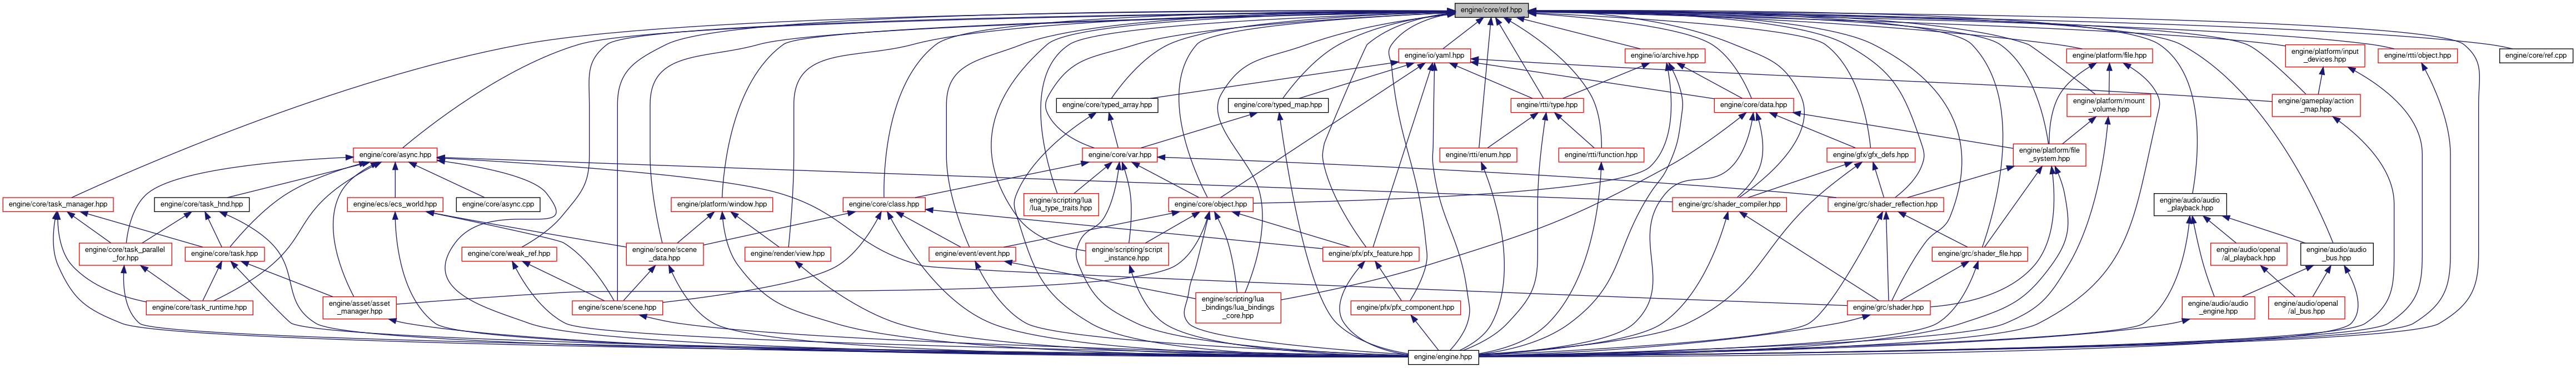 engine/core/ref.hpp
engine/io/yaml.hpp
engine/io/archive.hpp
engine/platform/file.hpp
engine/platform/input
_devices.hpp
engine/rtti/object.hpp
engine/core/ref.cpp
engine/core/typed_array.hpp
engine/core/typed_map.hpp
engine/rtti/type.hpp
engine/core/data.hpp
engine/platform/mount
_volume.hpp
engine/gameplay/action
_map.hpp
engine/core/async.hpp
engine/core/var.hpp
engine/rtti/enum.hpp
engine/rtti/function.hpp
engine/gfx/gfx_defs.hpp
engine/platform/file
_system.hpp
engine/core/task_manager.hpp
engine/core/task_hnd.hpp
engine/ecs/ecs_world.hpp
engine/core/async.cpp
engine/platform/window.hpp
engine/core/class.hpp
engine/scripting/lua
/lua_type_traits.hpp
engine/core/object.hpp
engine/grc/shader_compiler.hpp
engine/grc/shader_reflection.hpp
engine/audio/audio
_playback.hpp
engine/core/task_parallel
_for.hpp
engine/core/task.hpp
engine/core/weak_ref.hpp
engine/scene/scene
_data.hpp
engine/render/view.hpp
engine/event/event.hpp
engine/scripting/script
_instance.hpp
engine/pfx/pfx_feature.hpp
engine/grc/shader_file.hpp
engine/audio/openal
/al_playback.hpp
engine/audio/audio
_bus.hpp
engine/core/task_runtime.hpp
engine/asset/asset
_manager.hpp
engine/scene/scene.hpp
engine/scripting/lua
_bindings/lua_bindings
_core.hpp
engine/pfx/pfx_component.hpp
engine/grc/shader.hpp
engine/audio/audio
_engine.hpp
engine/audio/openal
/al_bus.hpp
engine/engine.hpp